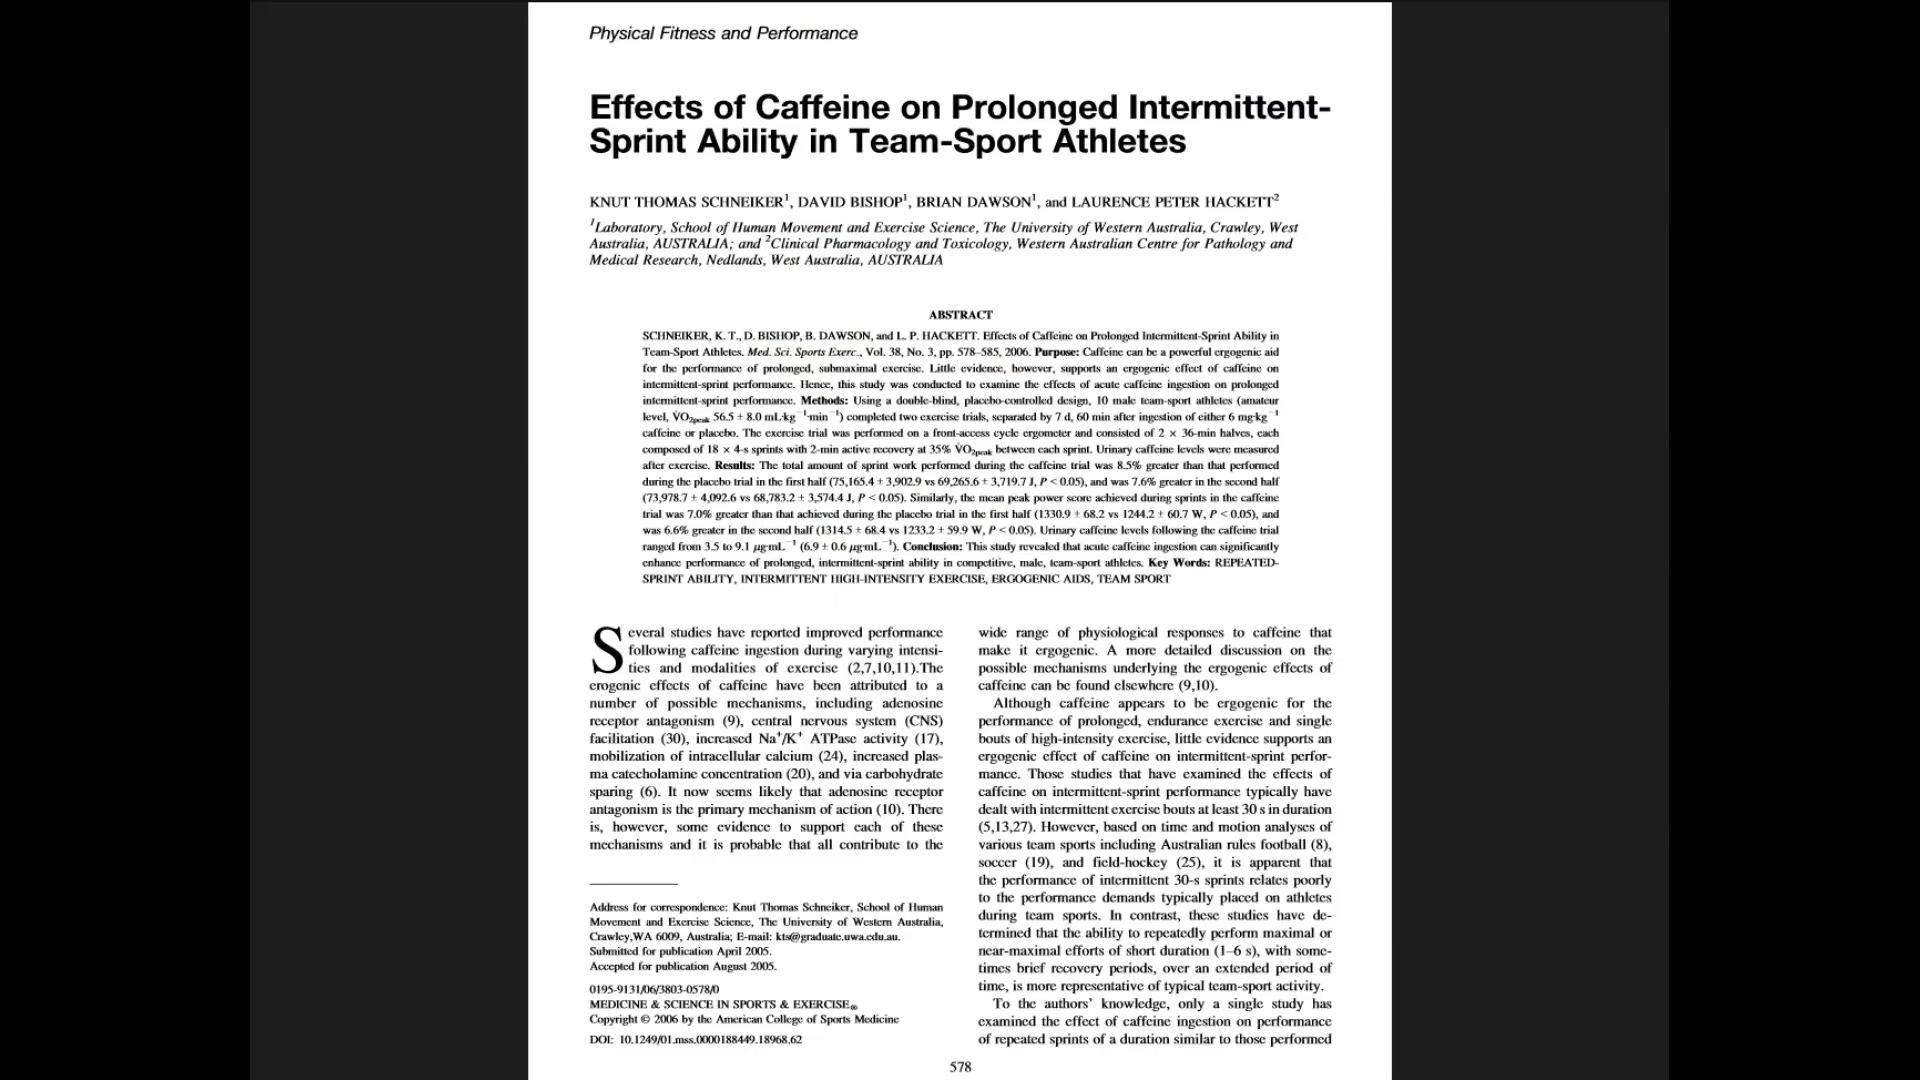 Physical Fitness and Performance
Effects of Caffeine on Prolonged Intermittent-
Sprint Ability in Team-Sport Athletes
KNUT THOMAS SCHNEIKER¹, DAVID BISHOP¹, BRIAN DAWSON¹, and LAURENCE PETER HACKETT²
¹Laboratory, School of Human Movement and Exercise Science, The University of Western Australia, Crawley, West
Australia, AUSTRALIA; and ²Clinical Pharmacology and Toxicology, Western Australian Centre for Pathology and
Medical Research, Nedlands, West Australia, AUSTRALIA
ABSTRACT
SCHNEIKER, K. T., D. BISHOP, B. DAWSON, and L. P. HACKETT. Effects of Caffeine on Prolonged Intermittent-Sprint Ability in
Team-Sport Athletes. Med. Sci. Sports Exerc., Vol. 38, No. 3, pp. 578–585, 2006. Purpose: Caffeine can be a powerful ergogenic aid
for the performance of prolonged, submaximal exercise. Little evidence, however, supports an ergogenic effect of caffeine on
intermittent-sprint performance. Hence, this study was conducted to examine the effects of acute caffeine ingestion on prolonged
intermittent-sprint performance. Methods: Using a double-blind, placebo-controlled design, 10 male team-sport athletes (amateur
level, V̇O₂peak 56.5 ± 8.0 mL·kg⁻¹·min⁻¹) completed two exercise trials, separated by 7 d, 60 min after ingestion of either 6 mg·kg⁻¹
caffeine or placebo. The exercise trial was performed on a front-access cycle ergometer and consisted of 2 × 36-min halves, each
composed of 18 × 4-s sprints with 2-min active recovery at 35% V̇O₂peak between each sprint. Urinary caffeine levels were measured
after exercise. Results: The total amount of sprint work performed during the caffeine trial was 8.5% greater than that performed
during the placebo trial in the first half (75,165.4 ± 3,902.9 vs 69,265.6 ± 3,719.7 J, P < 0.05), and was 7.6% greater in the second half
(73,978.7 ± 4,092.6 vs 68,783.2 ± 3,574.4 J, P < 0.05). Similarly, the mean peak power score achieved during sprints in the caffeine
trial was 7.0% greater than that achieved during the placebo trial in the first half (1330.9 ± 68.2 vs 1244.2 ± 60.7 W, P < 0.05), and
was 6.6% greater in the second half (1314.5 ± 68.4 vs 1233.2 ± 59.9 W, P < 0.05). Urinary caffeine levels following the caffeine trial
ranged from 3.5 to 9.1 μg·mL⁻¹ (6.9 ± 0.6 μg·mL⁻¹). Conclusion: This study revealed that acute caffeine ingestion can significantly
enhance performance of prolonged, intermittent-sprint ability in competitive, male, team-sport athletes. Key Words: REPEATED-
SPRINT ABILITY, INTERMITTENT HIGH-INTENSITY EXERCISE, ERGOGENIC AIDS, TEAM SPORT
Several studies have reported improved performance
following caffeine ingestion during varying intensi-
ties and modalities of exercise (2,7,10,11).The
erogenic effects of caffeine have been attributed to a
number of possible mechanisms, including adenosine
receptor antagonism (9), central nervous system (CNS)
facilitation (30), increased Na⁺/K⁺ ATPase activity (17),
mobilization of intracellular calcium (24), increased plas-
ma catecholamine concentration (20), and via carbohydrate
sparing (6). It now seems likely that adenosine receptor
antagonism is the primary mechanism of action (10). There
is, however, some evidence to support each of these
mechanisms and it is probable that all contribute to the
Address for correspondence: Knut Thomas Schneiker, School of Human
Movement and Exercise Science, The University of Western Australia,
Crawley,WA 6009, Australia; E-mail: kts@graduate.uwa.edu.au.
Submitted for publication April 2005.
Accepted for publication August 2005.
0195-9131/06/3803-0578/0
MEDICINE & SCIENCE IN SPORTS & EXERCISE®
Copyright © 2006 by the American College of Sports Medicine
DOI: 10.1249/01.mss.0000188449.18968.62
wide range of physiological responses to caffeine that
make it ergogenic. A more detailed discussion on the
possible mechanisms underlying the ergogenic effects of
caffeine can be found elsewhere (9,10).
Although caffeine appears to be ergogenic for the
performance of prolonged, endurance exercise and single
bouts of high-intensity exercise, little evidence supports an
ergogenic effect of caffeine on intermittent-sprint perfor-
mance. Those studies that have examined the effects of
caffeine on intermittent-sprint performance typically have
dealt with intermittent exercise bouts at least 30 s in duration
(5,13,27). However, based on time and motion analyses of
various team sports including Australian rules football (8),
soccer (19), and field-hockey (25), it is apparent that
the performance of intermittent 30-s sprints relates poorly
to the performance demands typically placed on athletes
during team sports. In contrast, these studies have de-
termined that the ability to repeatedly perform maximal or
near-maximal efforts of short duration (1–6 s), with some-
times brief recovery periods, over an extended period of
time, is more representative of typical team-sport activity.
To the authors' knowledge, only a single study has
examined the effect of caffeine ingestion on performance
of repeated sprints of a duration similar to those performed
578